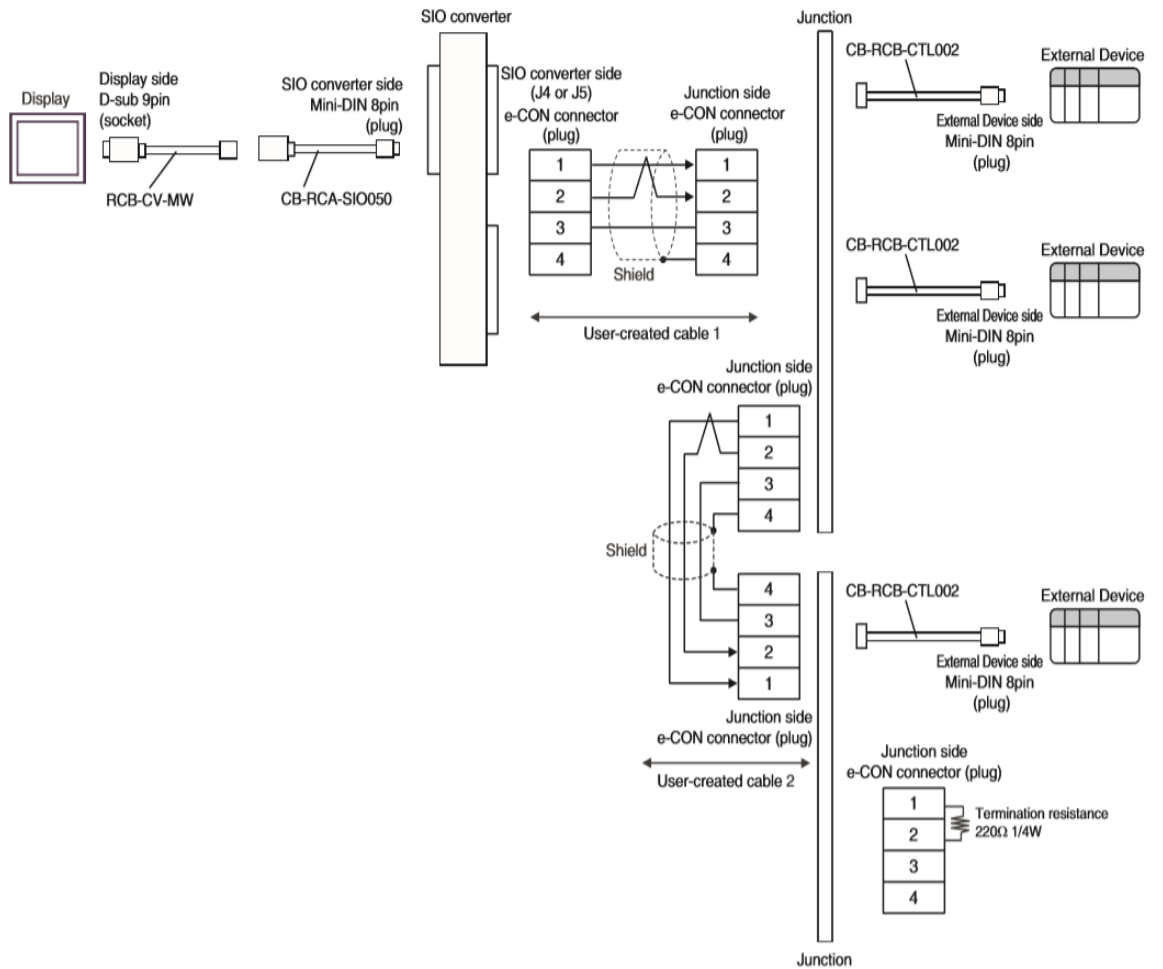 SIO converter
Junction
Display
Display side
D-sub 9pin
(socket)
SIO converter side
Mini-DIN 8pin
(plug)
RCB-CV-MW
CB-RCA-SIO050
SIO converter side
(J4 or J5)
e-CON connector
(plug)
1
2
3
4
Junction side
e-CON connector
(plug)
1
2
3
4
Shield
User-created cable 1
CB-RCB-CTL002
External Device
External Device side
Mini-DIN 8pin
(plug)
CB-RCB-CTL002
External Device
External Device side
Mini-DIN 8pin
(plug)
Junction side
e-CON connector (plug)
1
2
3
4
Shield
4
3
2
1
Junction side
e-CON connector (plug)
User-created cable 2
CB-RCB-CTL002
External Device
External Device side
Mini-DIN 8pin
(plug)
Junction side
e-CON connector (plug)
1
2
3
4
Termination resistance
220Ω 1/4W
Junction